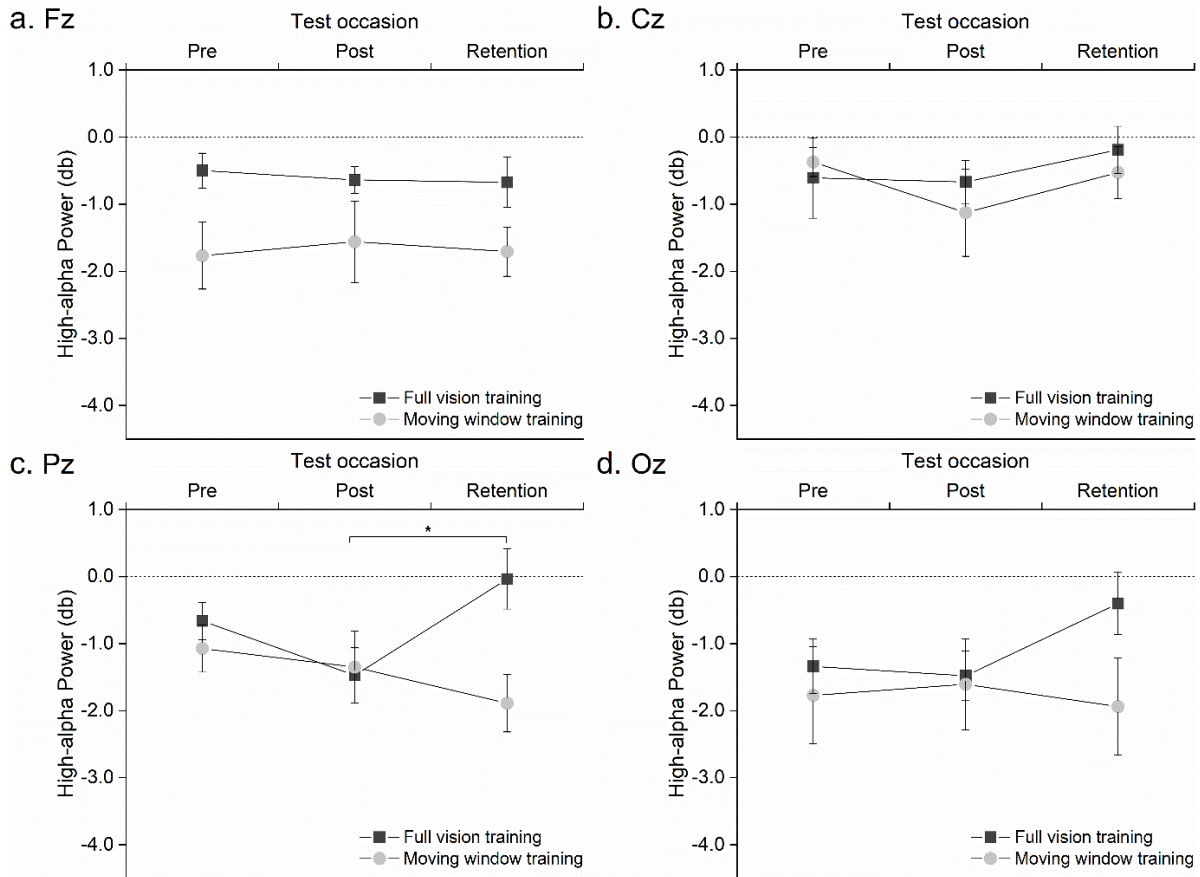 a. Fz
Test occasion
Pre Post Retention
High-alpha Power (db)
1.0
0.0
-1.0
-2.0
-3.0
-4.0
Full vision training
Moving window training
b. Cz
Test occasion
Pre Post Retention
High-alpha Power (db)
1.0
0.0
-1.0
-2.0
-3.0
-4.0
Full vision training
Moving window training
c. Pz
Test occasion
Pre Post Retention
High-alpha Power (db)
1.0
*
0.0
-1.0
-2.0
-3.0
-4.0
Full vision training
Moving window training
d. Oz
Test occasion
Pre Post Retention
High-alpha Power (db)
1.0
0.0
-1.0
-2.0
-3.0
-4.0
Full vision training
Moving window training